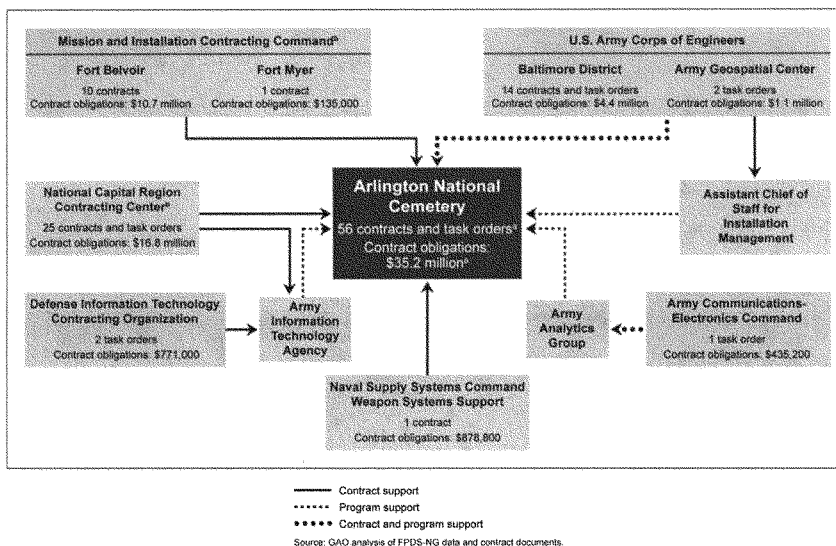 Mission and Installation Contracting Commandᵇ
Fort Belvoir
10 contracts
Contract obligations: $10.7 million
Fort Myer
1 contract
Contract obligations: $135,000
U.S. Army Corps of Engineers
Baltimore District
14 contracts and task orders
Contract obligations: $4.4 million
Army Geospatial Center
2 task orders
Contract obligations: $1.1 million
National Capital Region
Contracting Centerᵇ
25 contracts and task orders
Contract obligations: $16.8 million
Arlington National
Cemetery
56 contracts and task ordersᵃ
Contract obligations:
$35.2 millionᵃ
Assistant Chief of
Staff for
Installation
Management
Defense Information Technology
Contracting Organization
2 task orders
Contract obligations: $771,000
Army
Information
Technology
Agency
Army
Analytics
Group
Army Communications-
Electronics Command
1 task order
Contract obligations: $435,200
Naval Supply Systems Command
Weapon Systems Support
1 contract
Contract obligations: $878,800
Contract support
Program support
Contract and program support
Source: GAO analysis of FPDS-NG data and contract documents.